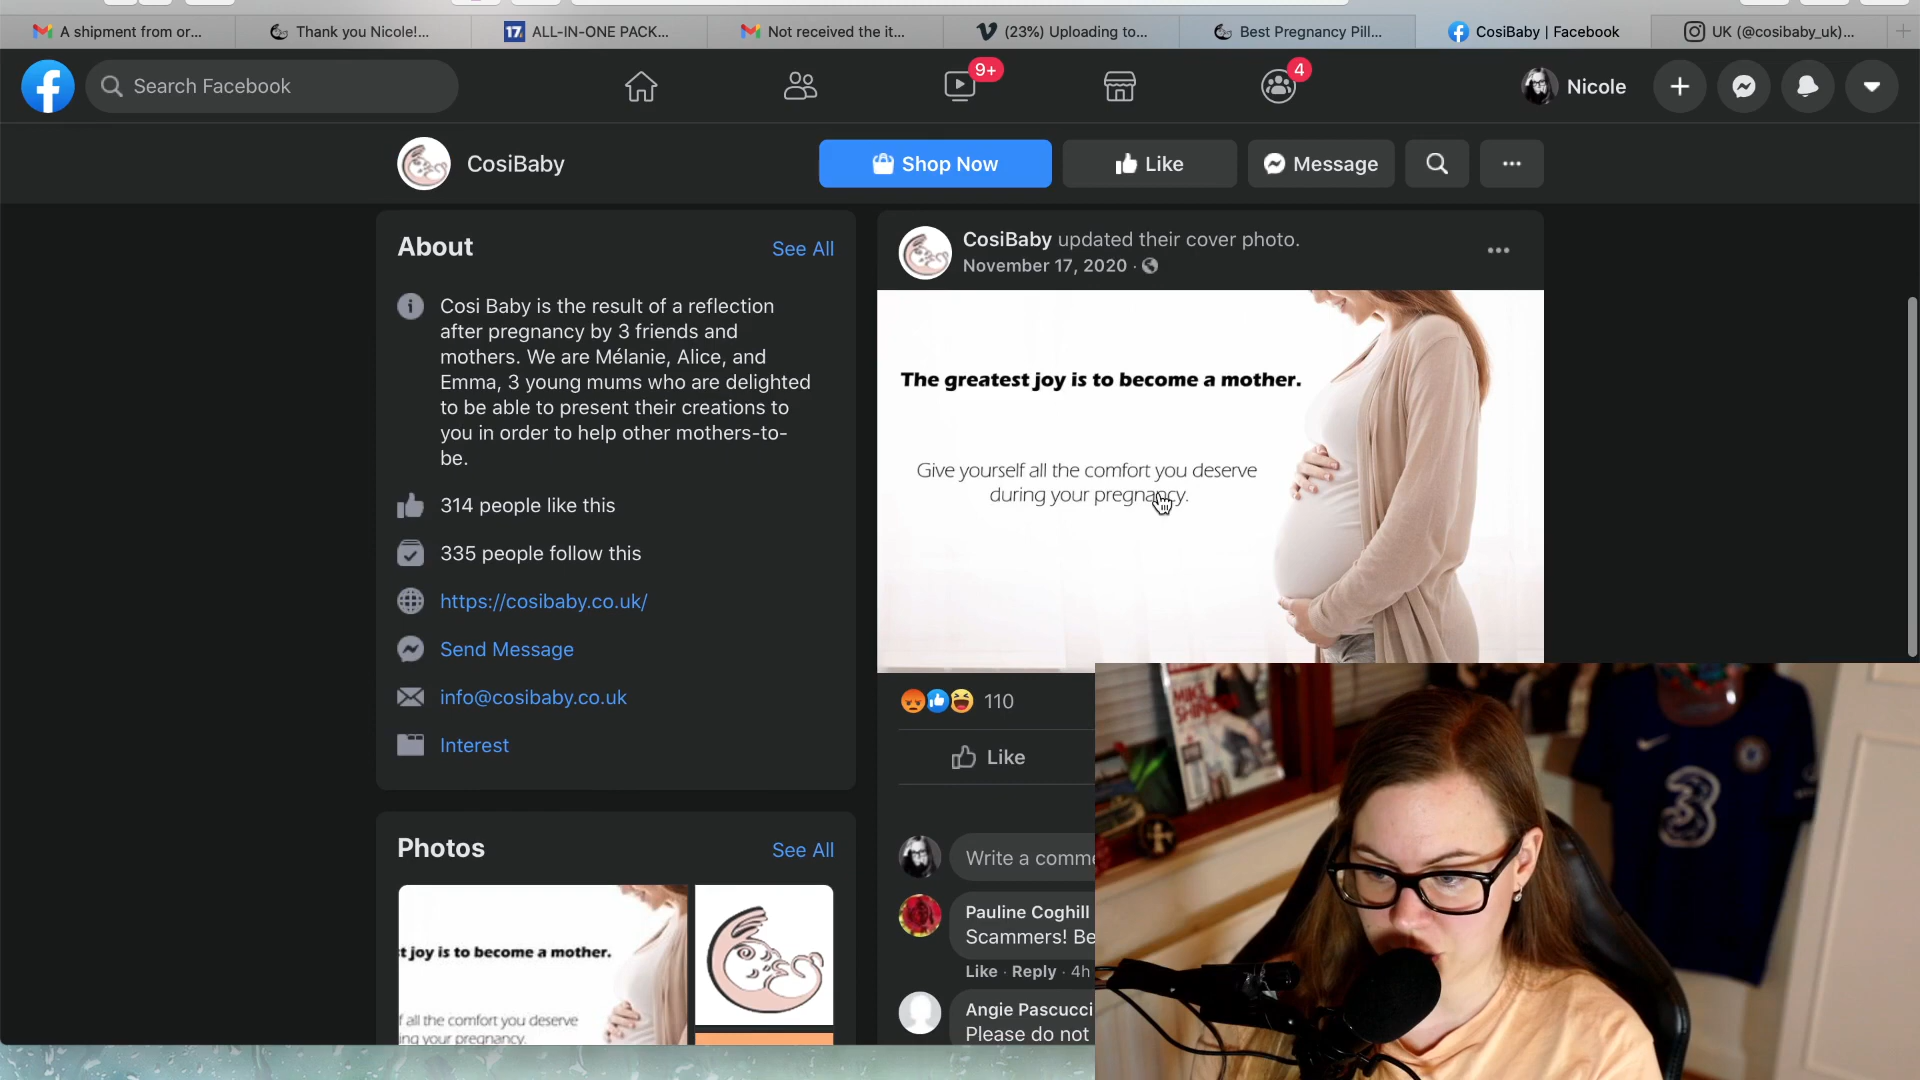 A shipment from or...
Thank you Nicole!...
17 ALL-IN-ONE PACK...
Not received the it...
(23%) Uploading to...
Best Pregnancy Pill...
CosiBaby | Facebook
UK (@cosibaby_uk)...
Search Facebook
9+
4
Nicole
CosiBaby
Shop Now
Like
Message
About
See All
Cosi Baby is the result of a reflection
after pregnancy by 3 friends and
mothers. We are Mélanie, Alice, and
Emma, 3 young mums who are delighted
to be able to present their creations to
you in order to help other mothers-to-
be.
314 people like this
335 people follow this
https://cosibaby.co.uk/
Send Message
info@cosibaby.co.uk
Interest
Photos
See All
t joy is to become a mother.
f all the comfort you deserve
ing your pregnancy.
CosiBaby updated their cover photo.
November 17, 2020
The greatest joy is to become a mother.
Give yourself all the comfort you deserve
during your pregnancy.
110
Like
Write a comme
Pauline Coghill
Scammers! Be
Like · Reply · 4h
Angie Pascucci
Please do not
MIKE
SHINODA
3